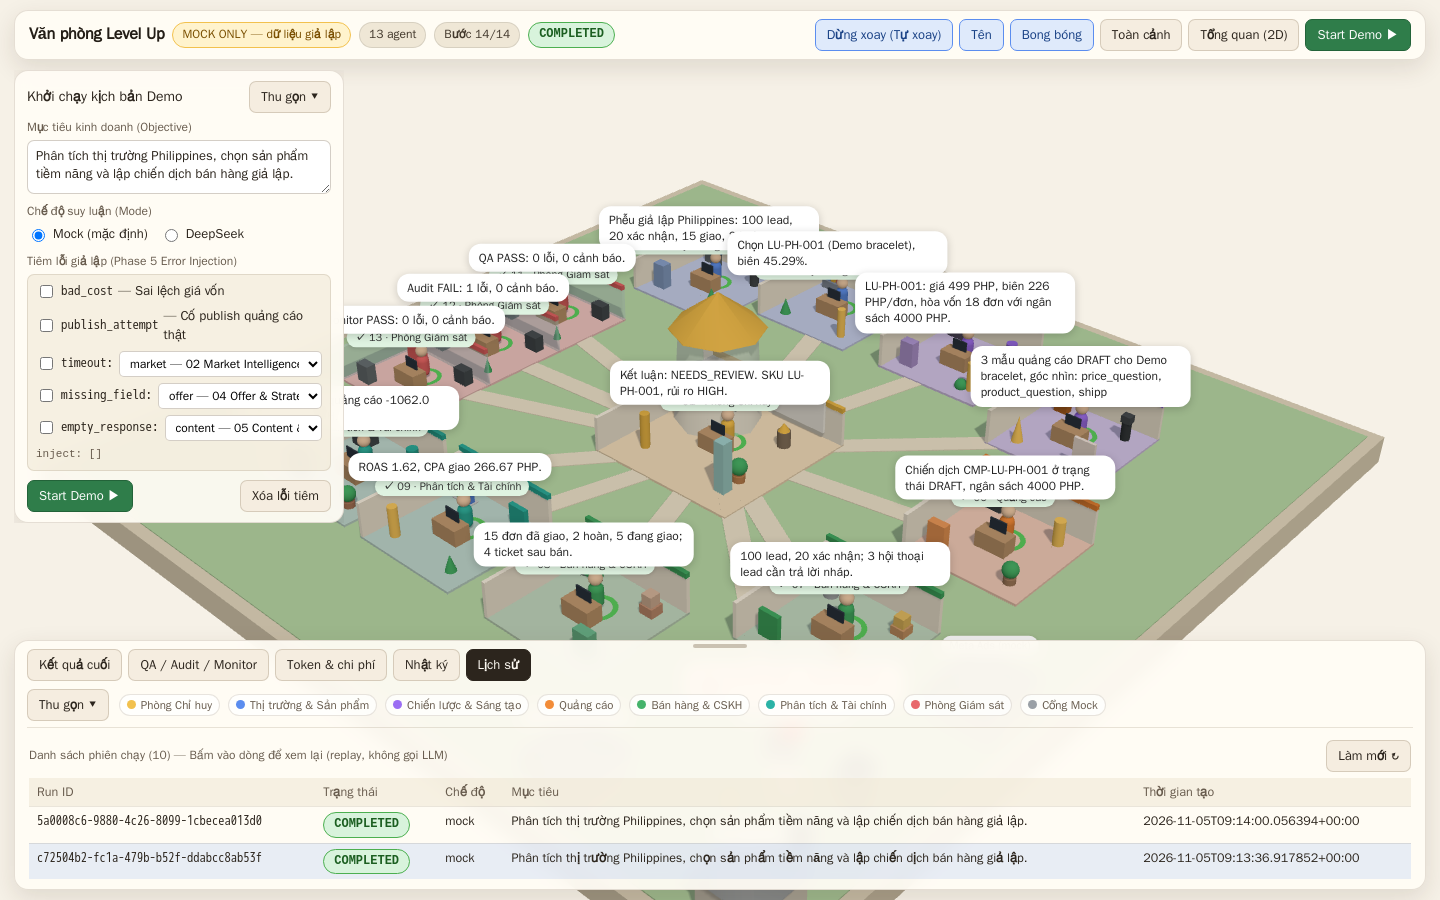 Văn phòng Level Up
MOCK ONLY — dữ liệu giả lập
13 agent
Bước 14/14
COMPLETED
Dừng xoay (Tự xoay)
Tên
Bong bóng
Toàn cảnh
Tổng quan (2D)
Start Demo ▶
Khởi chạy kịch bản Demo
Thu gọn ▼
Mục tiêu kinh doanh (Objective)
Phân tích thị trường Philippines, chọn sản phẩm
tiềm năng và lập chiến dịch bán hàng giả lập.
Chế độ suy luận (Mode)
Mock (mặc định)
DeepSeek
Tiêm lỗi giả lập (Phase 5 Error Injection)
bad_cost — Sai lệch giá vốn
publish_attempt — Cố publish quảng cáo
thật
timeout: market — 02 Market Intelligence
missing_field: offer — 04 Offer & Strate
empty_response: content — 05 Content &
inject: []
Start Demo ▶
Xóa lỗi tiêm
Phễu giả lập Philippines: 100 lead,
20 xác nhận, 15 giao,
Chọn LU-PH-001 (Demo bracelet),
biên 45.29%.
QA PASS: 0 lỗi, 0 cảnh báo.
Phòng Giám sát
Audit FAIL: 1 lỗi, 0 cảnh báo.
✓ 12 · Phòng Giám sát
LU-PH-001: giá 499 PHP, biên 226
PHP/đơn, hòa vốn 18 đơn với ngân
sách 4000 PHP.
itor PASS: 0 lỗi, 0 cảnh báo.
✓ 13 · Phòng Giám sát
3 mẫu quảng cáo DRAFT cho Demo
bracelet, góc nhìn: price_question,
product_question, shipp
Kết luận: NEEDS_REVIEW. SKU LU-
PH-001, rủi ro HIGH.
ng cáo -1062.0
ROAS 1.62, CPA giao 266.67 PHP.
✓ 09 · Phân tích & Tài chính
Chiến dịch CMP-LU-PH-001 ở trạng
thái DRAFT, ngân sách 4000 PHP.
15 đơn đã giao, 2 hoàn, 5 đang giao;
4 ticket sau bán.
100 lead, 20 xác nhận; 3 hội thoại
lead cần trả lời nháp.
Kết quả cuối
QA / Audit / Monitor
Token & chi phí
Nhật ký
Lịch sử
Thu gọn ▼
Phòng Chỉ huy
Thị trường & Sản phẩm
Chiến lược & Sáng tạo
Quảng cáo
Bán hàng & CSKH
Phân tích & Tài chính
Phòng Giám sát
Cổng Mock
Danh sách phiên chạy (10) — Bấm vào dòng để xem lại (replay, không gọi LLM)
Làm mới ↻
Run ID Trạng thái Chế độ Mục tiêu Thời gian tạo
5a0008c6-9880-4c26-8099-1cbecea013d0 COMPLETED mock Phân tích thị trường Philippines, chọn sản phẩm tiềm năng và lập chiến dịch bán hàng giả lập. 2026-11-05T09:14:00.056394+00:00
c72504b2-fc1a-479b-b52f-ddabcc8ab53f COMPLETED mock Phân tích thị trường Philippines, chọn sản phẩm tiềm năng và lập chiến dịch bán hàng giả lập. 2026-11-05T09:13:36.917852+00:00